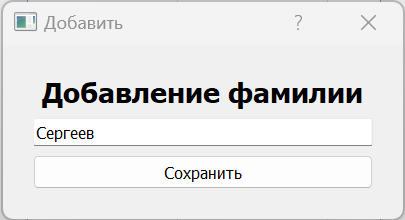 Добавить
Добавление фамилии
Сергеев
Сохранить